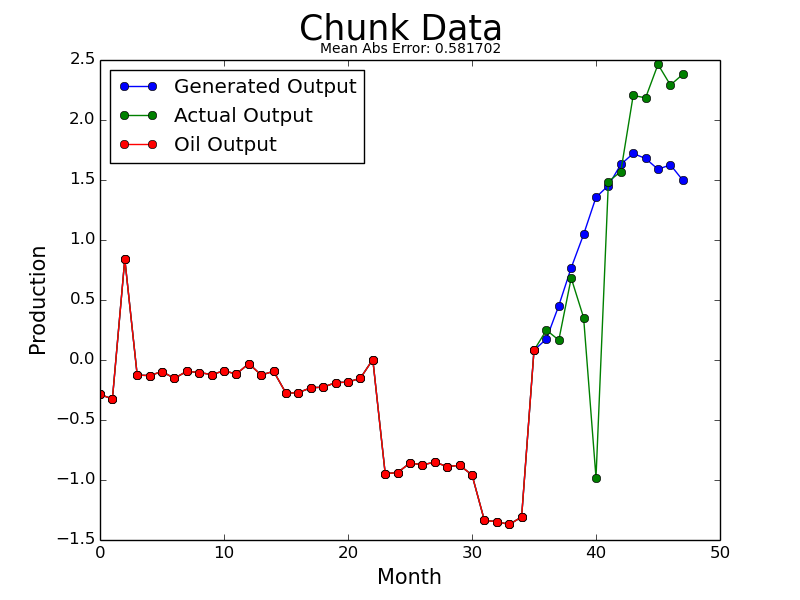 Chunk Data
Mean Abs Error: 0.581702
Generated Output
Actual Output
Oil Output
2.5
2.0
1.5
1.0
0.5
0.0
−0.5
−1.0
−1.5
Production
0 10 20 30 40 50
Month